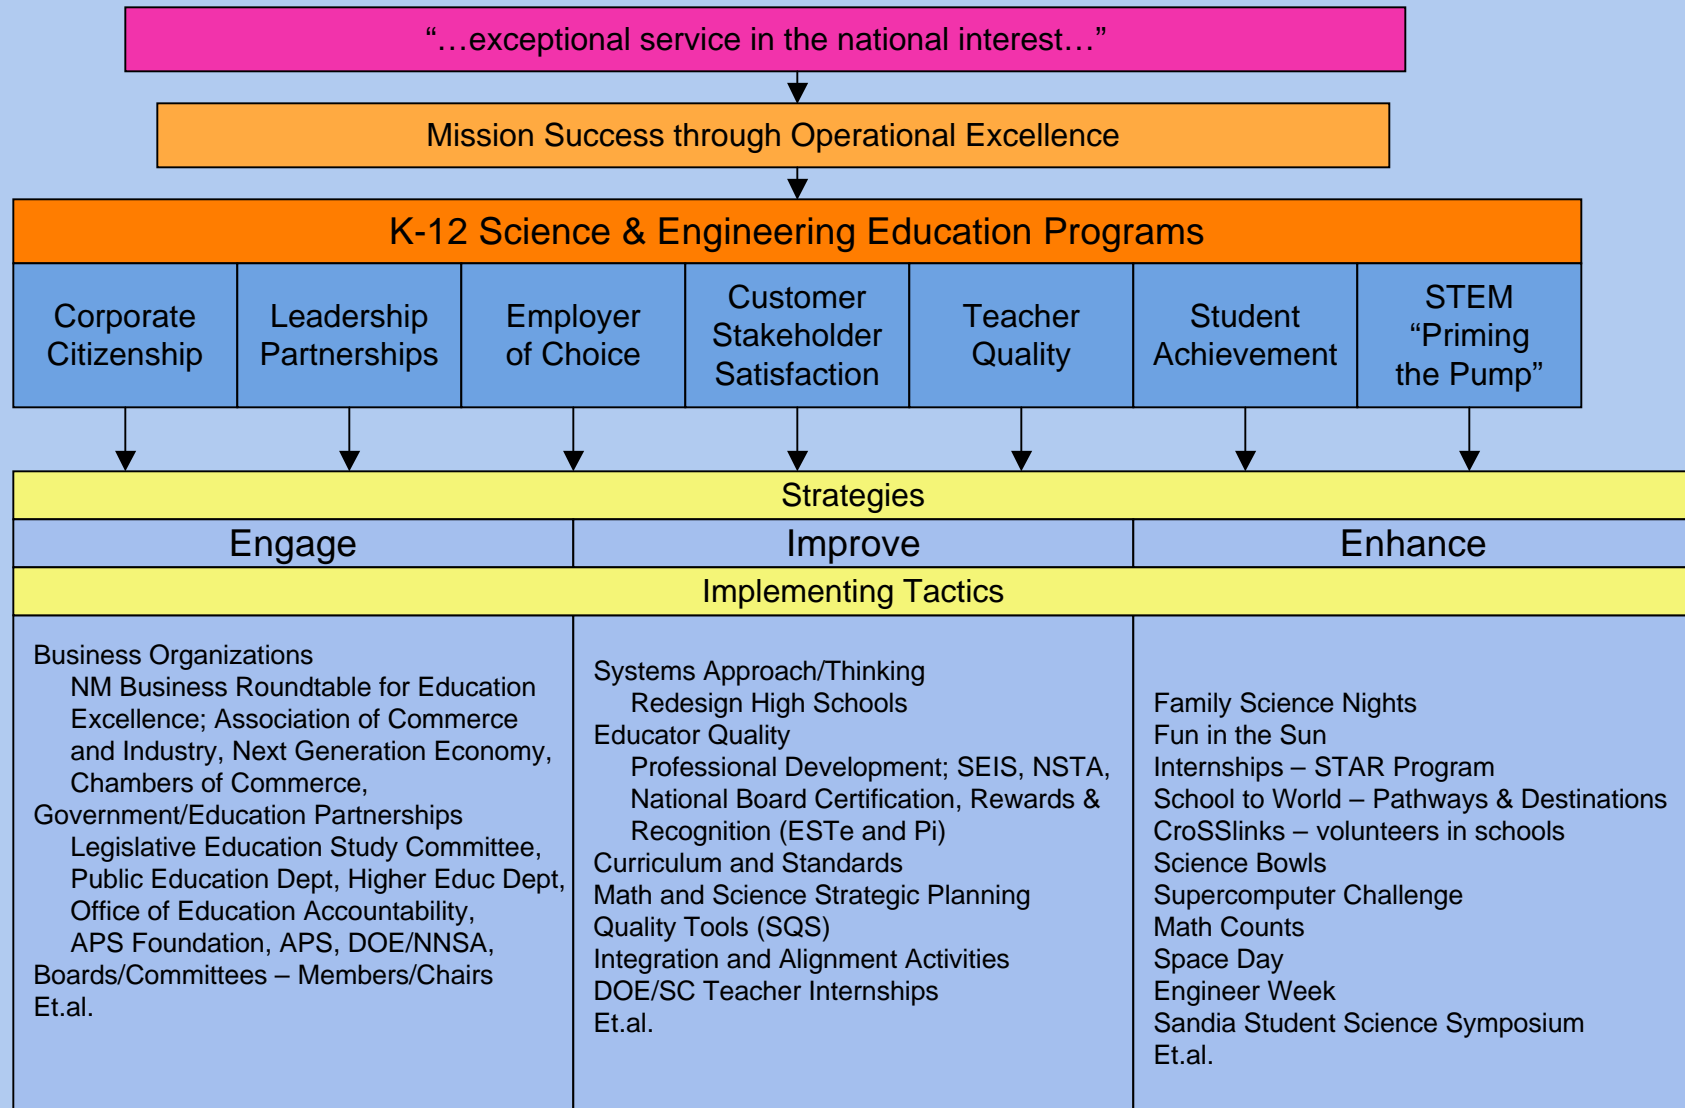 “…exceptional service in the national interest…”
Mission Success through Operational Excellence
K-12 Science & Engineering Education Programs
Corporate
Citizenship
Leadership
Partnerships
Employer
of Choice
Customer
Stakeholder
Satisfaction
Teacher
Quality
Student
Achievement
STEM
“Priming
the Pump”
Strategies
Engage
Improve
Enhance
Implementing Tactics
Business Organizations
NM Business Roundtable for Education
Excellence; Association of Commerce
and Industry, Next Generation Economy,
Chambers of Commerce,
Government/Education Partnerships
Legislative Education Study Committee,
Public Education Dept, Higher Educ Dept,
Office of Education Accountability,
APS Foundation, APS, DOE/NNSA,
Boards/Committees – Members/Chairs
Et.al.
Systems Approach/Thinking
Redesign High Schools
Educator Quality
Professional Development; SEIS, NSTA,
National Board Certification, Rewards &
Recognition (ESTe and Pi)
Curriculum and Standards
Math and Science Strategic Planning
Quality Tools (SQS)
Integration and Alignment Activities
DOE/SC Teacher Internships
Et.al.
Family Science Nights
Fun in the Sun
Internships – STAR Program
School to World – Pathways & Destinations
CroSSlinks – volunteers in schools
Science Bowls
Supercomputer Challenge
Math Counts
Space Day
Engineer Week
Sandia Student Science Symposium
Et.al.